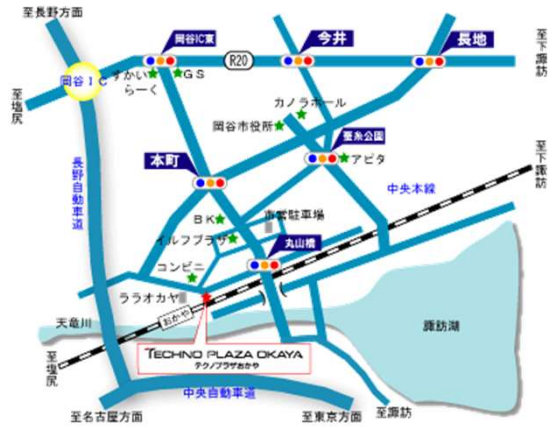 至長野方面
岡谷IC東
今井
長地
至下諏訪
R20
岡谷IC
すかいらーく
GS
至塩尻
カノラホール
岡谷市役所
蚕糸公園
アピタ
本町
至下諏訪
長野自動車道
中央本線
BK
市営駐車場
イルフプラザ
丸山橋
コンビニ
ララオカヤ
天竜川
おかや
諏訪湖
TECHNO PLAZA OKAYA
テクノプラザおかや
至塩尻
中央自動車道
至名古屋方面
至東京方面
至諏訪